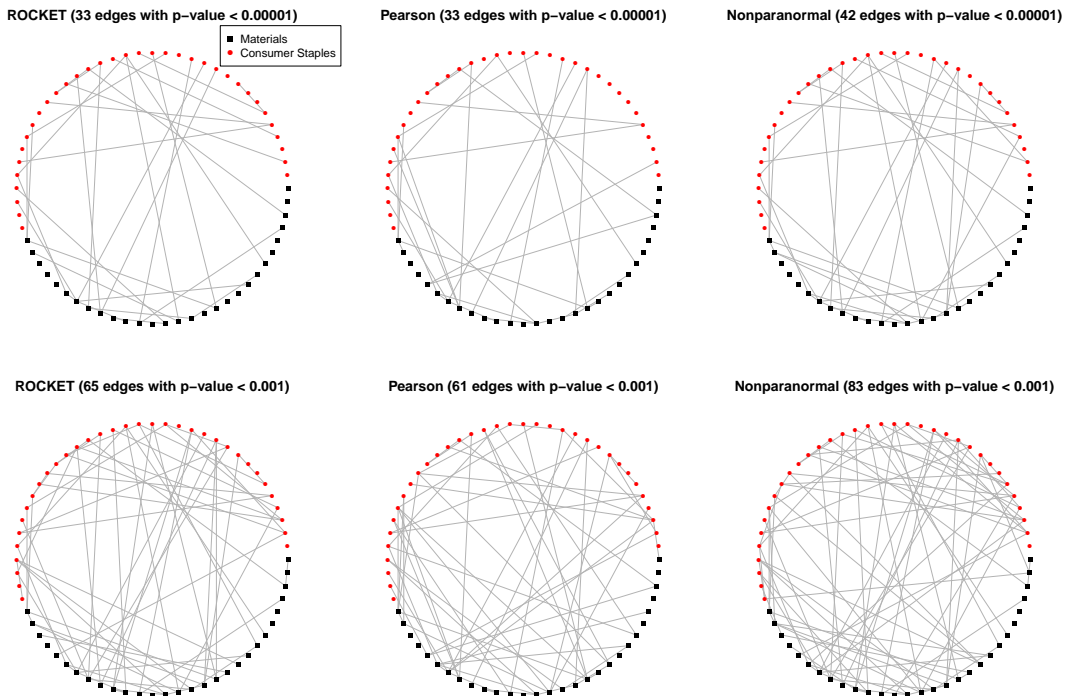 ROCKET (33 edges with p−value < 0.00001)
Pearson (33 edges with p−value < 0.00001)
Nonparanormal (42 edges with p−value < 0.00001)
Materials
Consumer Staples
ROCKET (65 edges with p−value < 0.001)
Pearson (61 edges with p−value < 0.001)
Nonparanormal (83 edges with p−value < 0.001)